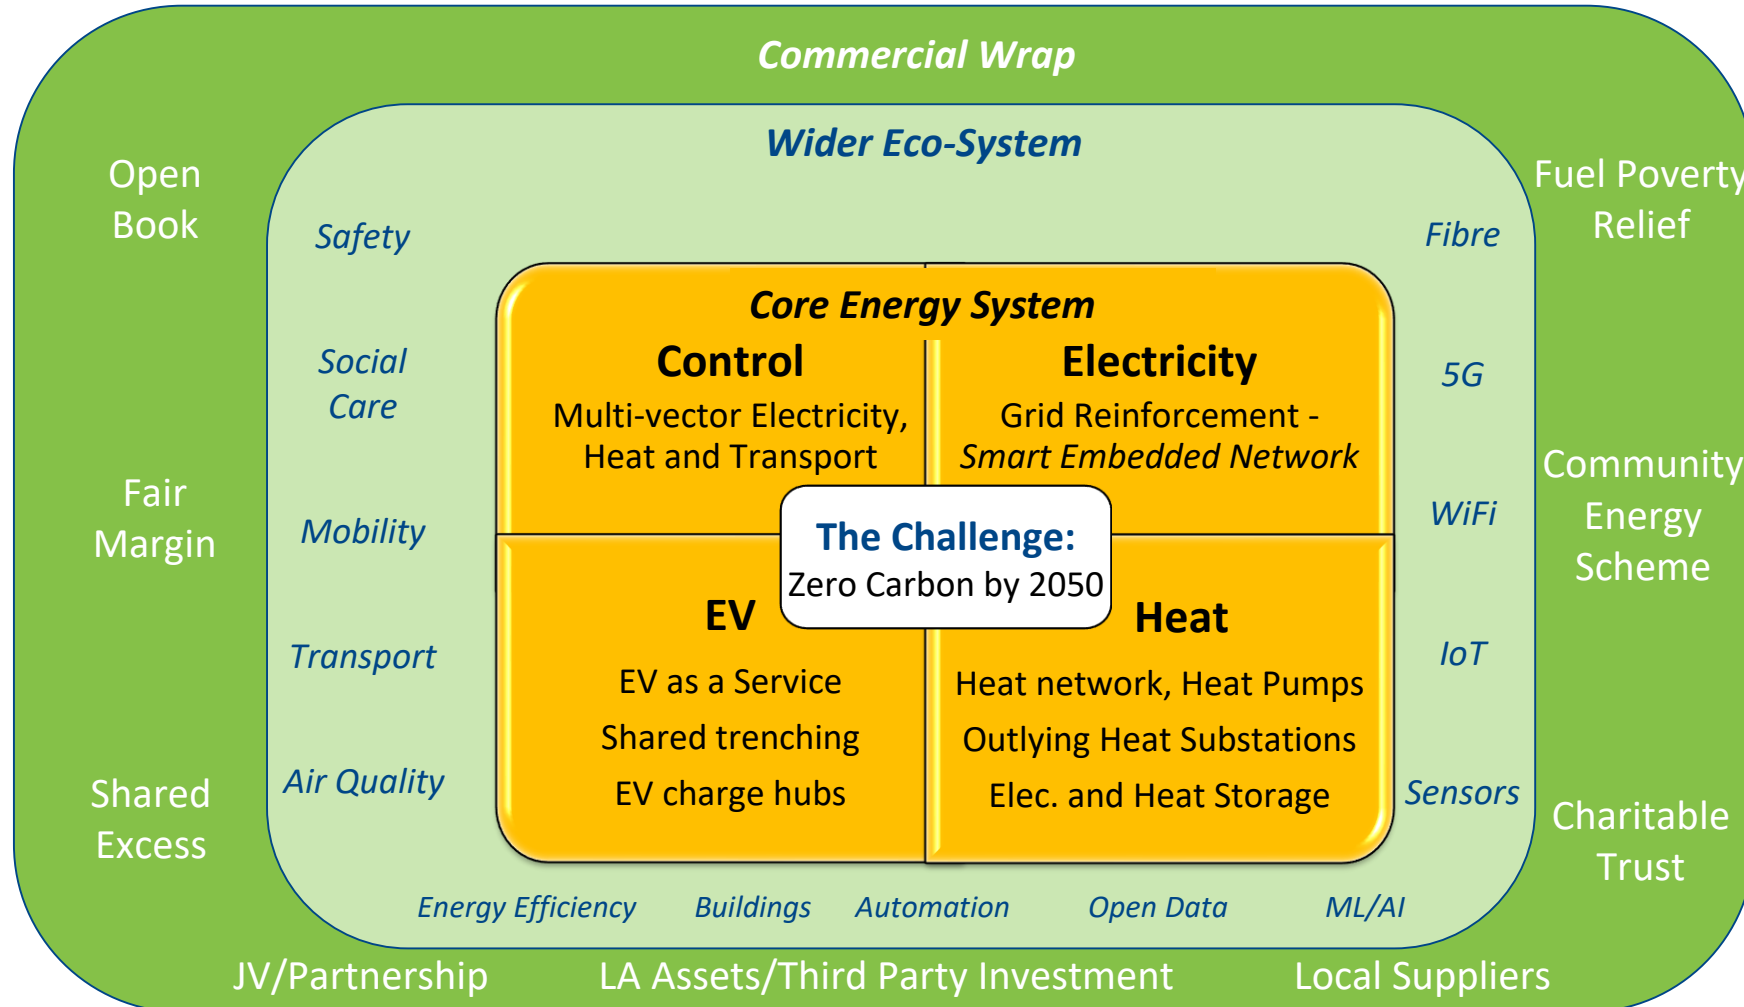 Commercial Wrap
Wider Eco-System
Open
Book
Fair
Margin
Shared
Excess
Safety
Social
Care
Mobility
Transport
Air Quality
Core Energy System
Control
Multi-vector Electricity,
Heat and Transport
Electricity
Grid Reinforcement -
Smart Embedded Network
The Challenge:
Zero Carbon by 2050
EV
EV as a Service
Shared trenching
EV charge hubs
Heat
Heat network, Heat Pumps
Outlying Heat Substations
Elec. and Heat Storage
Fibre
5G
WiFi
IoT
Sensors
Fuel Poverty
Relief
Community
Energy
Scheme
Charitable
Trust
Energy Efficiency
Buildings
Automation
Open Data
ML/AI
JV/Partnership
LA Assets/Third Party Investment
Local Suppliers